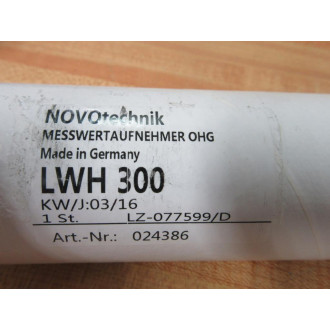 NOVOtechnik
MESSWERTAUFNEHMER OHG
Made in Germany
LWH 300
KW/J:03/16
1 St. LZ-077599/D
Art.-Nr.: 024386